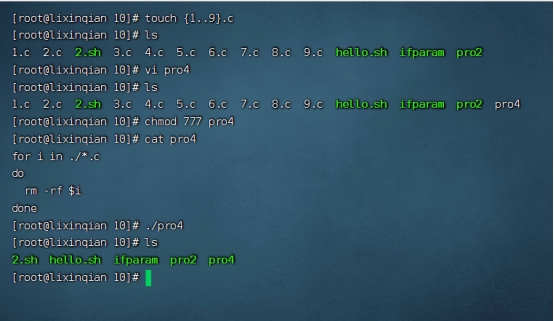 [root@lixinqian 10]# touch {1..9}.c
[root@lixinqian 10]# ls
1.c 2.c 2.sh 3.c 4.c 5.c 6.c 7.c 8.c 9.c hello.sh ifparam pro2
[root@lixinqian 10]# vi pro4
[root@lixinqian 10]# ls
1.c 2.c 2.sh 3.c 4.c 5.c 6.c 7.c 8.c 9.c hello.sh ifparam pro2 pro4
[root@lixinqian 10]# chmod 777 pro4
[root@lixinqian 10]# cat pro4
for i in ./*.c
do
  rm -rf $i
done
[root@lixinqian 10]# ./pro4
[root@lixinqian 10]# ls
2.sh hello.sh ifparam pro2 pro4
[root@lixinqian 10]#